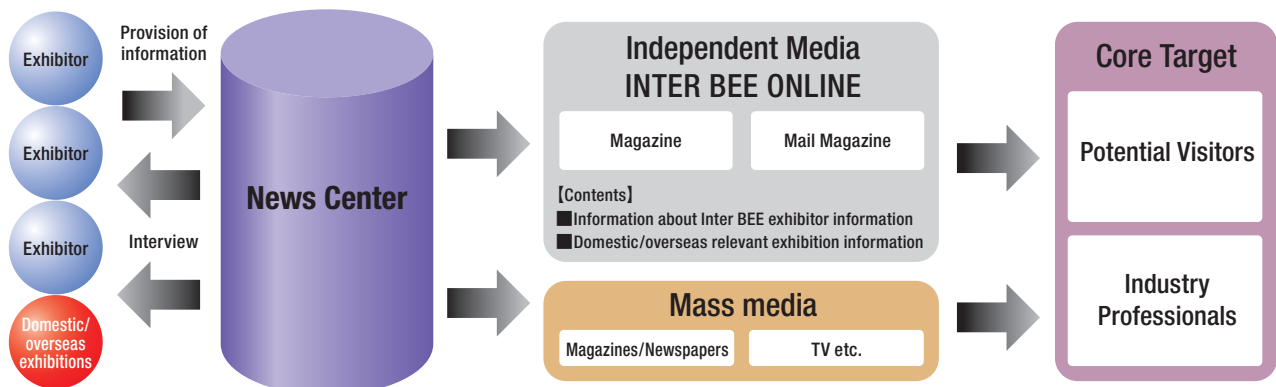 Exhibitor
Provision of
information
Exhibitor
Exhibitor
Interview
Domestic/
overseas
exhibitions
News Center
Independent Media
INTER BEE ONLINE
Magazine
Mail Magazine
【Contents】
■Information about Inter BEE exhibitor information
■Domestic/overseas relevant exhibition information
Mass media
Magazines/Newspapers
TV etc.
Core Target
Potential Visitors
Industry
Professionals